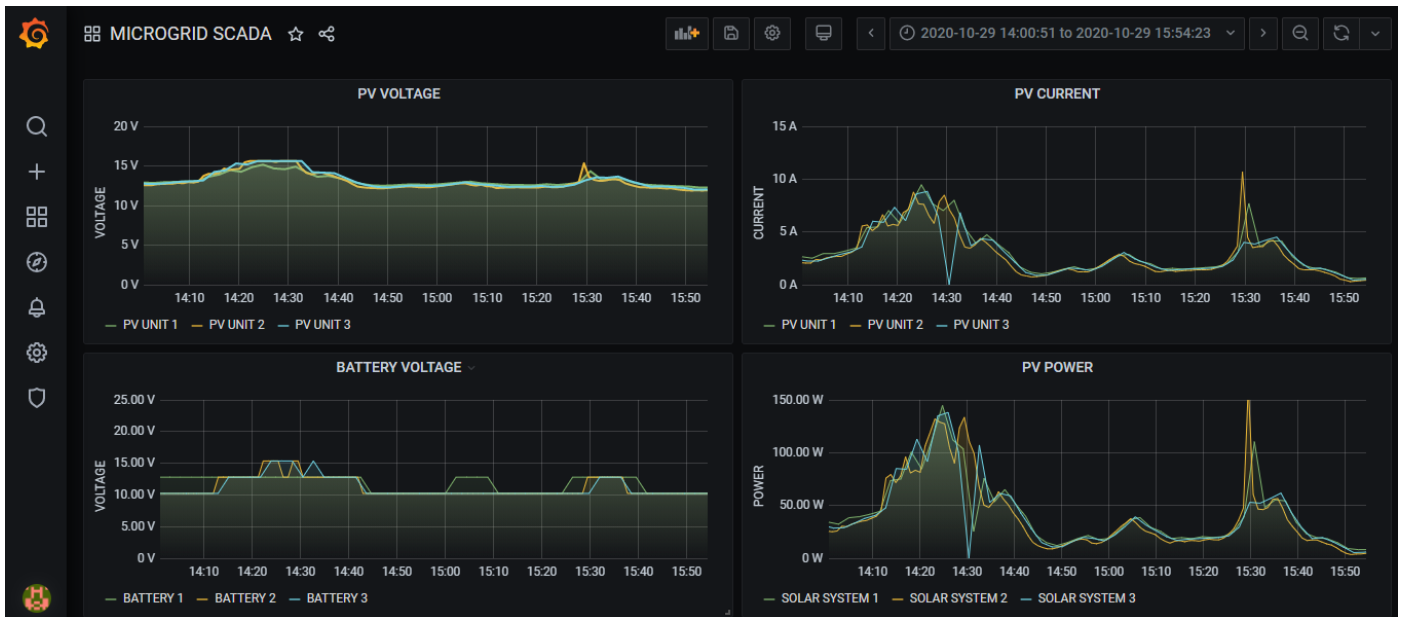 MICROGRID SCADA
2020-10-29 14:00:51 to 2020-10-29 15:54:23
PV VOLTAGE
20 V
15 V
10 V
5 V
0 V
VOLTAGE
14:10 14:20 14:30 14:40 14:50 15:00 15:10 15:20 15:30 15:40 15:50
PV UNIT 1 PV UNIT 2 PV UNIT 3
PV CURRENT
15 A
10 A
5 A
0 A
CURRENT
14:10 14:20 14:30 14:40 14:50 15:00 15:10 15:20 15:30 15:40 15:50
PV UNIT 1 PV UNIT 2 PV UNIT 3
BATTERY VOLTAGE
25.00 V
20.00 V
15.00 V
10.00 V
5.00 V
0 V
VOLTAGE
14:10 14:20 14:30 14:40 14:50 15:00 15:10 15:20 15:30 15:40 15:50
BATTERY 1 BATTERY 2 BATTERY 3
PV POWER
150.00 W
100.00 W
50.00 W
0 W
POWER
14:10 14:20 14:30 14:40 14:50 15:00 15:10 15:20 15:30 15:40 15:50
SOLAR SYSTEM 1 SOLAR SYSTEM 2 SOLAR SYSTEM 3